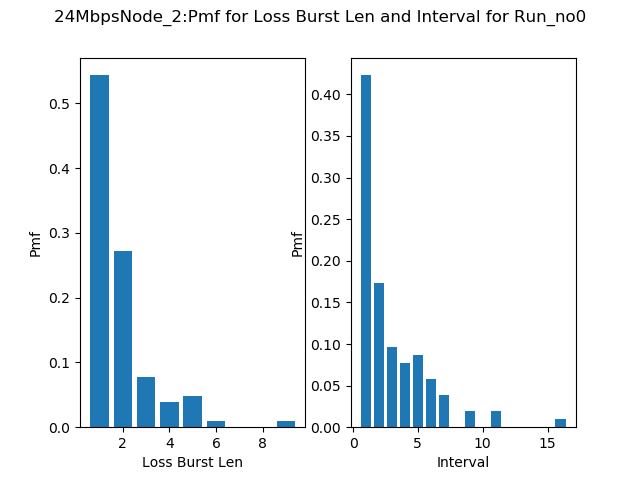 24MbpsNode_2:Pmf for Loss Burst Len and Interval for Run_no0
0.5
0.4
0.3
0.2
0.1
0.0
Pmf
2 4 6 8
Loss Burst Len
0.40
0.35
0.30
0.25
0.20
0.15
0.10
0.05
0.00
Pmf
0 5 10 15
Interval